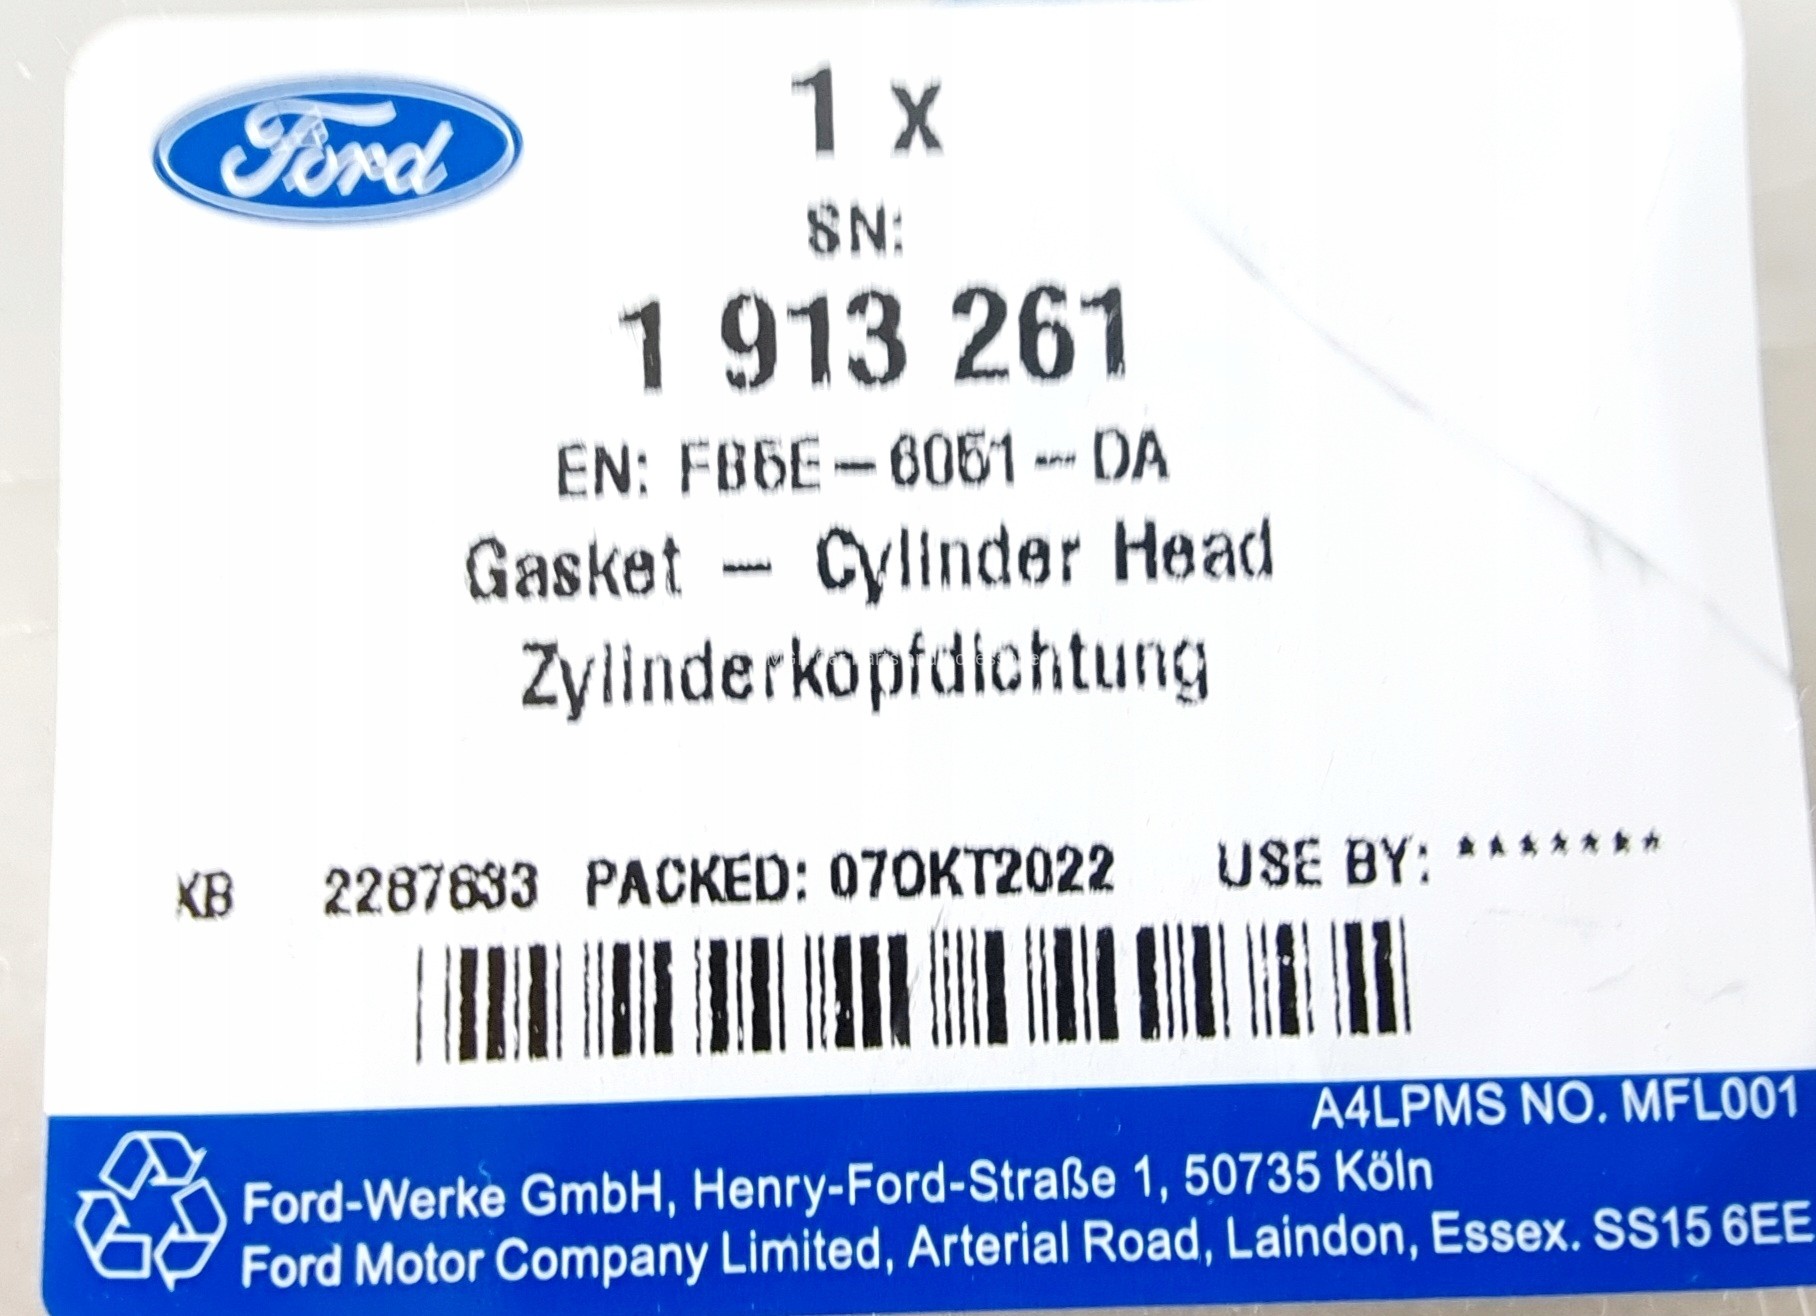 Ford
1 x
SN:
1 913 261
EN: FB5E-6051-DA
Gasket - Cylinder Head
Zylinderkopfdichtung
XB 2287633 PACKED: 07OKT2022 USE BY: *******
A4LPMS NO. MFL001
Ford-Werke GmbH, Henry-Ford-Straße 1, 50735 Köln
Ford Motor Company Limited, Arterial Road, Laindon, Essex. SS15 6EE